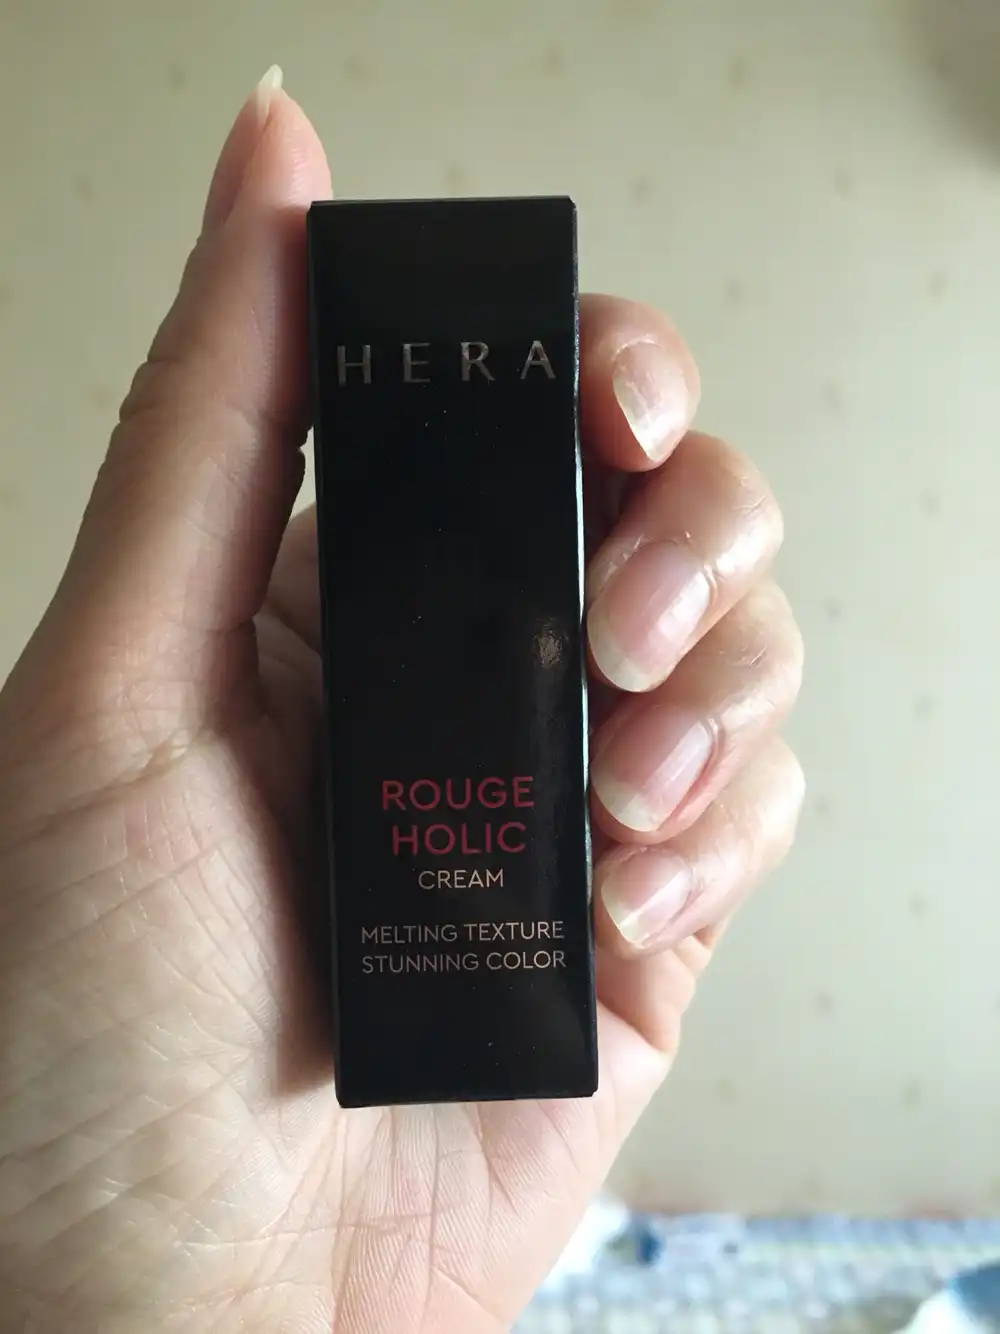 HERA
ROUGE
HOLIC
CREAM
MELTING TEXTURE
STUNNING COLOR